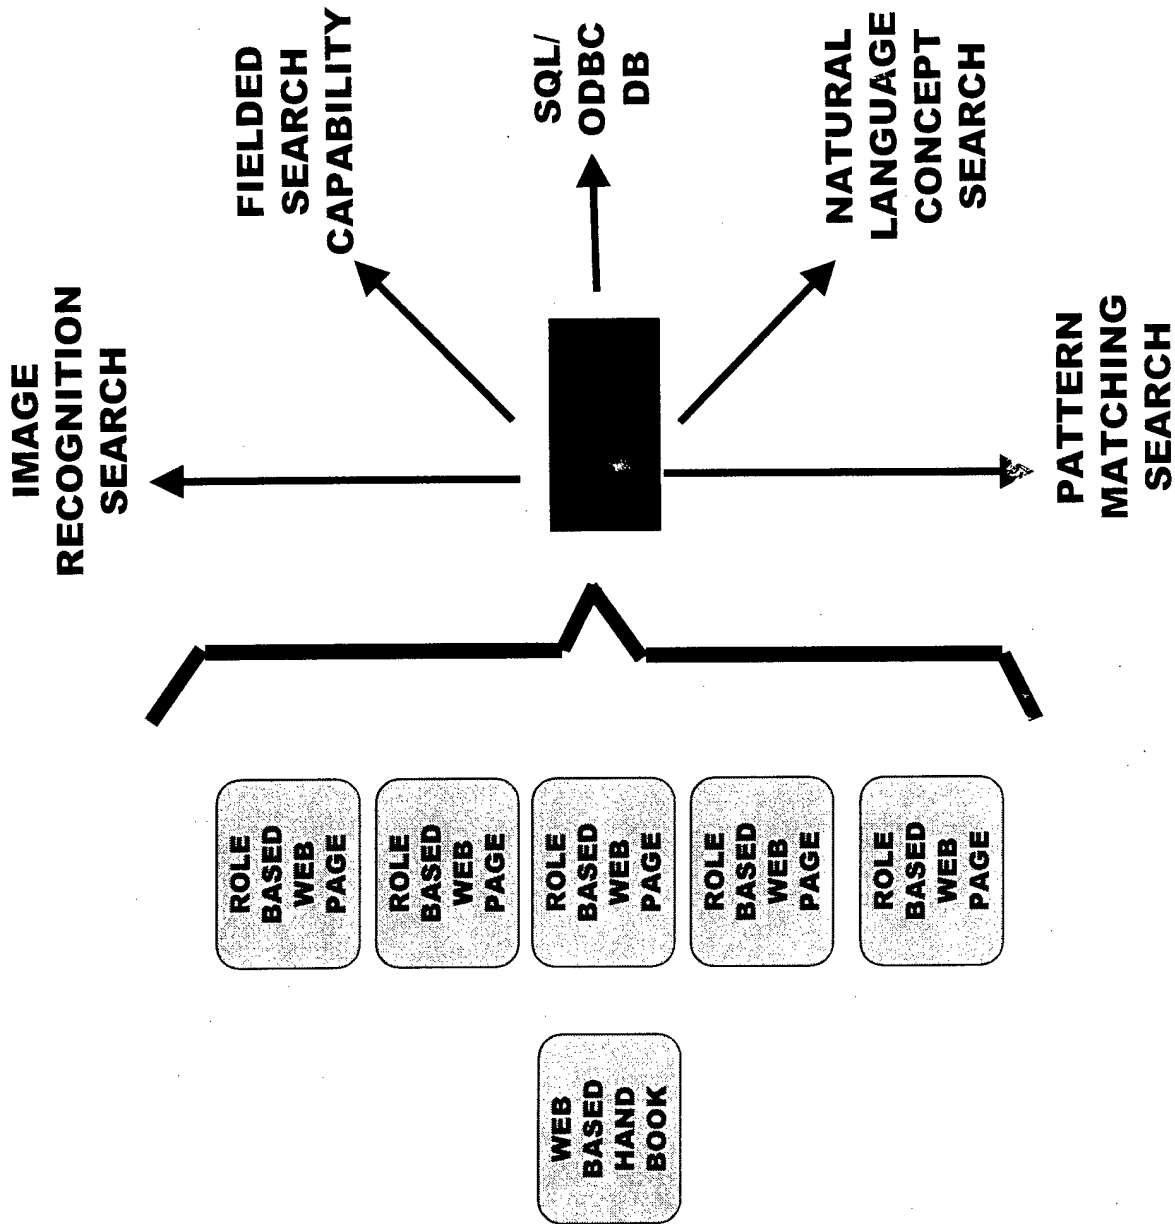 WEB
BASED
HAND
BOOK
ROLE
BASED
WEB
PAGE
ROLE
BASED
WEB
PAGE
ROLE
BASED
WEB
PAGE
ROLE
BASED
WEB
PAGE
ROLE
BASED
WEB
PAGE
IMAGE
RECOGNITION
SEARCH
FIELDED
SEARCH
CAPABILITY
SQL/
ODBC
DB
NATURAL
LANGUAGE
CONCEPT
SEARCH
PATTERN
MATCHING
SEARCH